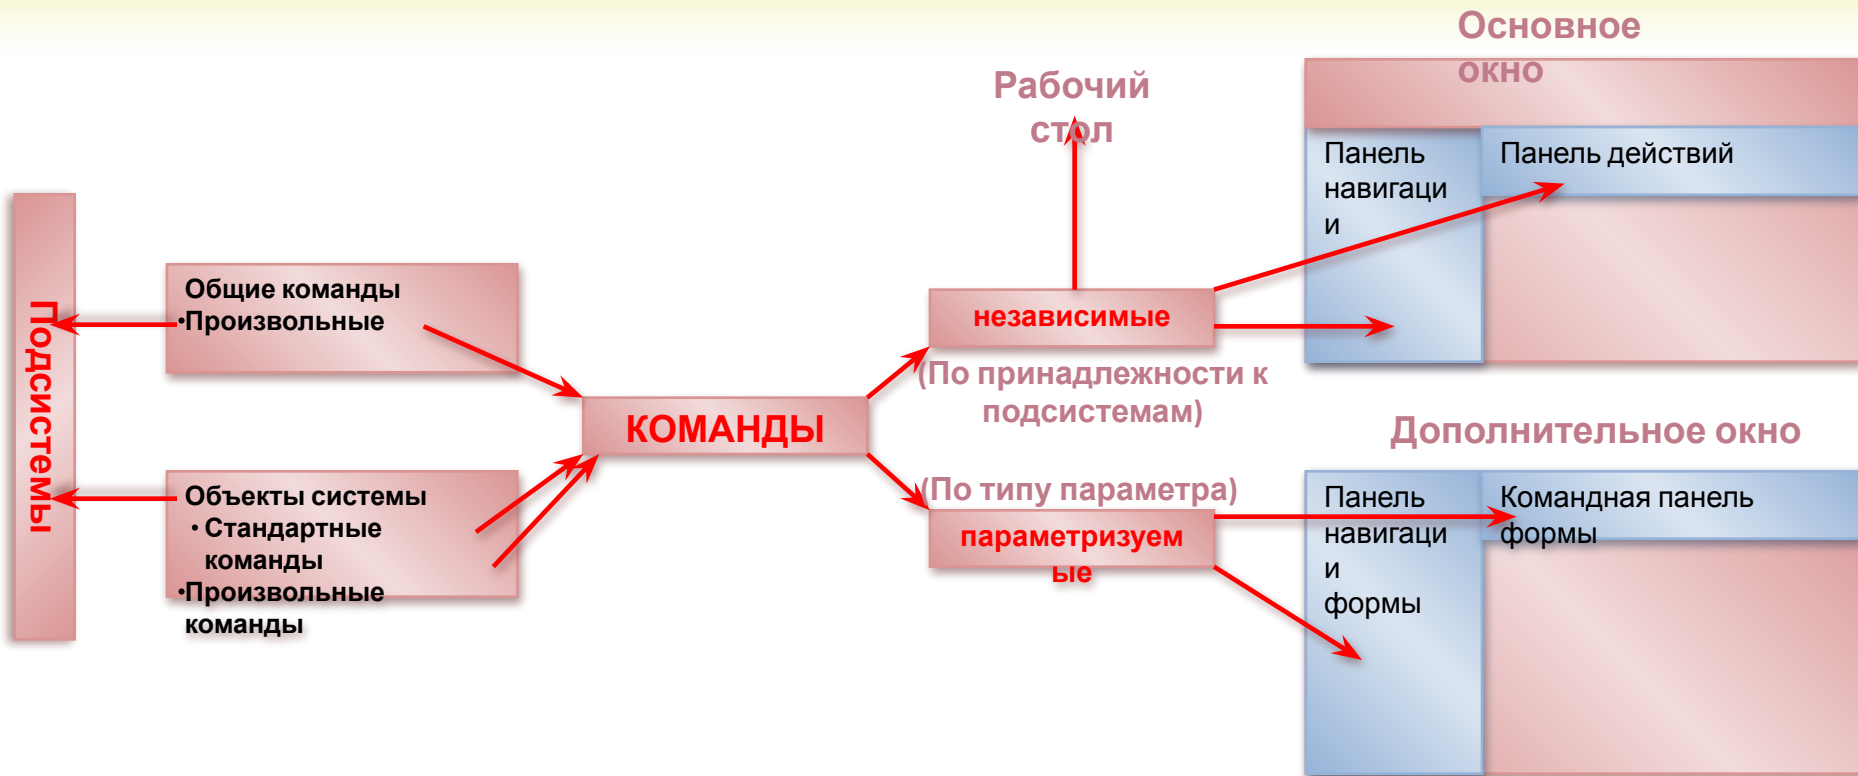 Основное
окно
Рабочий
стол
Панель
навигаци
и
Панель действий
Подсистемы
Общие команды
•Произвольные
независимые
(По принадлежности к
подсистемам)
КОМАНДЫ
Дополнительное окно
Объекты системы
• Стандартные
команды
•Произвольные
команды
(По типу параметра)
параметризуем
ые
Панель
навигаци
и
формы
Командная панель
формы